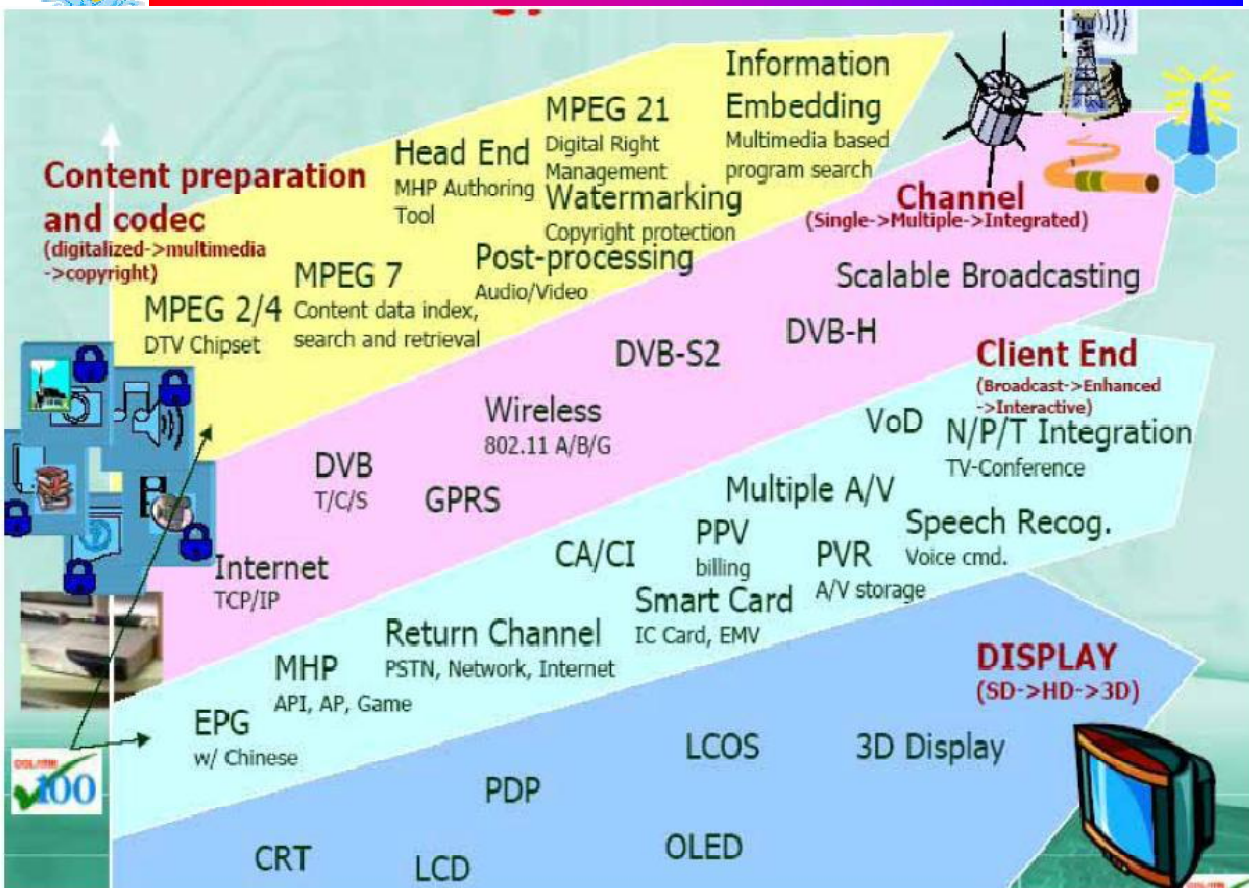 Content preparation
and codec
(digitalized->multimedia
->copyright)
MPEG 2/4
DTV Chipset
MPEG 7
Content data index,
search and retrieval
Head End
MHP Authoring
Tool
Post-processing
Audio/Video
MPEG 21
Digital Right
Management
Watermarking
Copyright protection
Information
Embedding
Multimedia based
program search
Channel
(Single->Multiple->Integrated)
Internet
TCP/IP
DVB
T/C/S
GPRS
Wireless
802.11 A/B/G
DVB-S2
DVB-H
Scalable Broadcasting
Client End
(Broadcast->Enhanced
->Interactive)
EPG
w/ Chinese
MHP
API, AP, Game
Return Channel
PSTN, Network, Internet
CA/CI
Smart Card
IC Card, EMV
PPV
billing
Multiple A/V
PVR
A/V storage
VoD
Speech Recog.
Voice cmd.
N/P/T Integration
TV-Conference
DISPLAY
(SD->HD->3D)
CRT
LCD
PDP
OLED
LCOS
3D Display
100